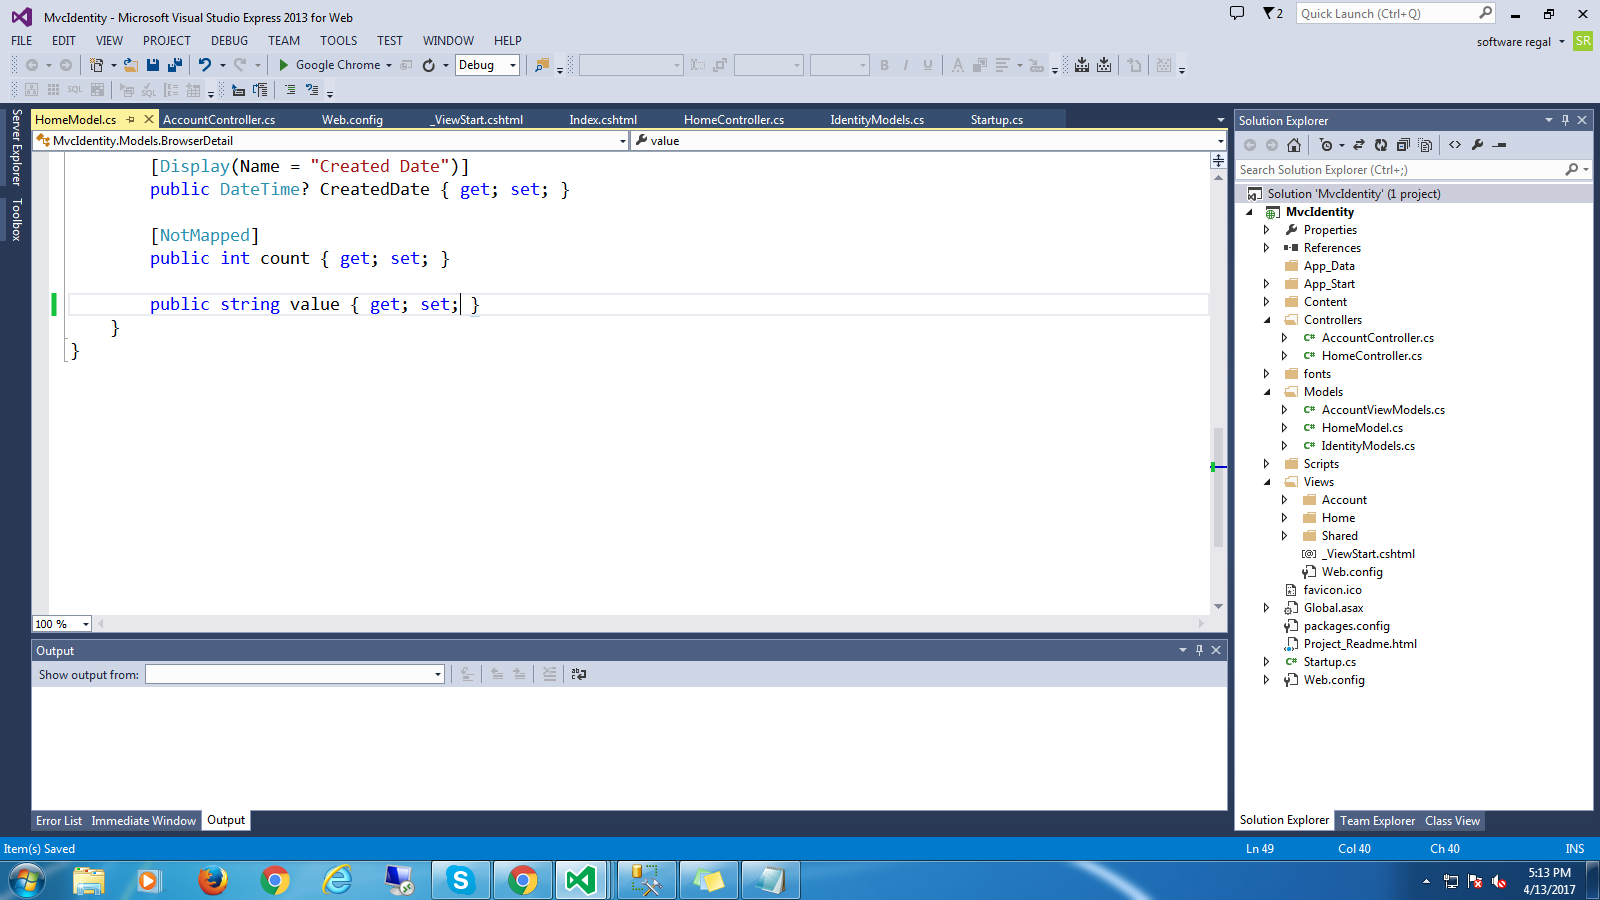 MvcIdentity - Microsoft Visual Studio Express 2013 for Web
2
Quick Launch (Ctrl+Q)
FILE EDIT VIEW PROJECT DEBUG TEAM TOOLS TEST WINDOW HELP
software regal SR
Google Chrome Debug
SQL
Server Explorer
Toolbox
HomeModel.cs AccountController.cs Web.config _ViewStart.cshtml Index.cshtml HomeController.cs IdentityModels.cs Startup.cs
MvcIdentity.Models.BrowserDetail value
[Display(Name = "Created Date")]
public DateTime? CreatedDate { get; set; }
[NotMapped]
public int count { get; set; }
public string value { get; set; }
}
}
100 %
Output
Show output from:
Error List Immediate Window Output
Solution Explorer
Search Solution Explorer (Ctrl+;)
Solution 'MvcIdentity' (1 project)
MvcIdentity
Properties
References
App_Data
App_Start
Content
Controllers
C# AccountController.cs
C# HomeController.cs
fonts
Models
C# AccountViewModels.cs
C# HomeModel.cs
C# IdentityModels.cs
Scripts
Views
Account
Home
Shared
[@] _ViewStart.cshtml
Web.config
favicon.ico
Global.asax
packages.config
Project_Readme.html
C# Startup.cs
Web.config
Solution Explorer Team Explorer Class View
Item(s) Saved Ln 49 Col 40 Ch 40 INS
5:13 PM
4/13/2017